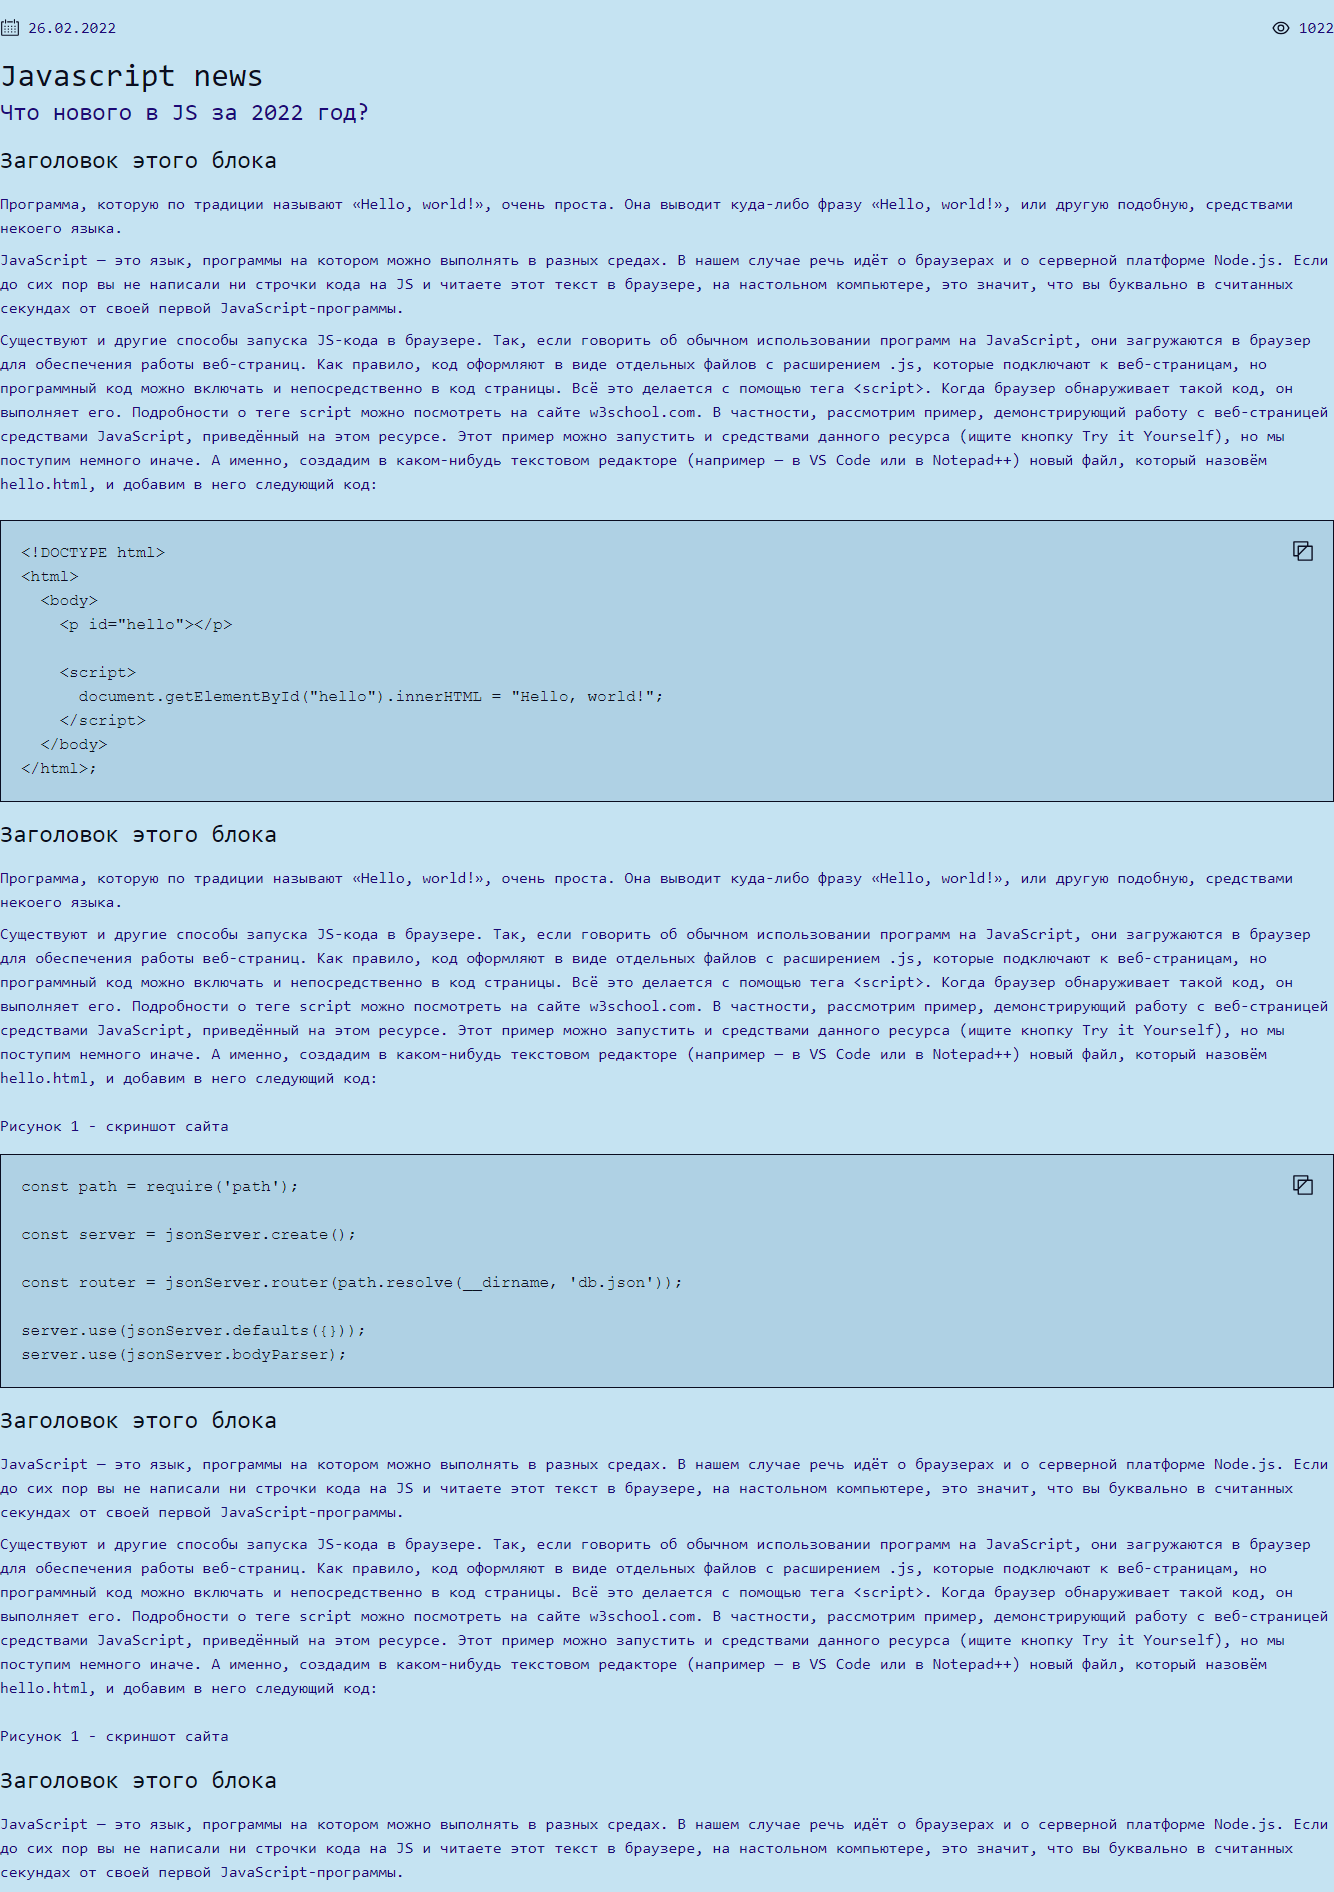 26.02.2022
1022
Javascript news
Что нового в JS за 2022 год?
Заголовок этого блока
Программа, которую по традиции называют «Hello, world!», очень проста. Она выводит куда-либо фразу «Hello, world!», или другую подобную, средствами
некоего языка.
JavaScript — это язык, программы на котором можно выполнять в разных средах. В нашем случае речь идёт о браузерах и о серверной платформе Node.js. Если
до сих пор вы не написали ни строчки кода на JS и читаете этот текст в браузере, на настольном компьютере, это значит, что вы буквально в считанных
секундах от своей первой JavaScript-программы.
Существуют и другие способы запуска JS-кода в браузере. Так, если говорить об обычном использовании программ на JavaScript, они загружаются в браузер
для обеспечения работы веб-страниц. Как правило, код оформляют в виде отдельных файлов с расширением .js, которые подключают к веб-страницам, но
программный код можно включать и непосредственно в код страницы. Всё это делается с помощью тега <script>. Когда браузер обнаруживает такой код, он
выполняет его. Подробности о теге script можно посмотреть на сайте w3school.com. В частности, рассмотрим пример, демонстрирующий работу с веб-страницей
средствами JavaScript, приведённый на этом ресурсе. Этот пример можно запустить и средствами данного ресурса (ищите кнопку Try it Yourself), но мы
поступим немного иначе. А именно, создадим в каком-нибудь текстовом редакторе (например — в VS Code или в Notepad++) новый файл, который назовём
hello.html, и добавим в него следующий код:
<!DOCTYPE html>
<html>
  <body>
    <p id="hello"></p>
    <script>
      document.getElementById("hello").innerHTML = "Hello, world!";
    </script>
  </body>
</html>;
Заголовок этого блока
Программа, которую по традиции называют «Hello, world!», очень проста. Она выводит куда-либо фразу «Hello, world!», или другую подобную, средствами
некоего языка.
Существуют и другие способы запуска JS-кода в браузере. Так, если говорить об обычном использовании программ на JavaScript, они загружаются в браузер
для обеспечения работы веб-страниц. Как правило, код оформляют в виде отдельных файлов с расширением .js, которые подключают к веб-страницам, но
программный код можно включать и непосредственно в код страницы. Всё это делается с помощью тега <script>. Когда браузер обнаруживает такой код, он
выполняет его. Подробности о теге script можно посмотреть на сайте w3school.com. В частности, рассмотрим пример, демонстрирующий работу с веб-страницей
средствами JavaScript, приведённый на этом ресурсе. Этот пример можно запустить и средствами данного ресурса (ищите кнопку Try it Yourself), но мы
поступим немного иначе. А именно, создадим в каком-нибудь текстовом редакторе (например — в VS Code или в Notepad++) новый файл, который назовём
hello.html, и добавим в него следующий код:
Рисунок 1 - скриншот сайта
const path = require('path');
const server = jsonServer.create();
const router = jsonServer.router(path.resolve(__dirname, 'db.json'));
server.use(jsonServer.defaults({}));
server.use(jsonServer.bodyParser);
Заголовок этого блока
JavaScript — это язык, программы на котором можно выполнять в разных средах. В нашем случае речь идёт о браузерах и о серверной платформе Node.js. Если
до сих пор вы не написали ни строчки кода на JS и читаете этот текст в браузере, на настольном компьютере, это значит, что вы буквально в считанных
секундах от своей первой JavaScript-программы.
Существуют и другие способы запуска JS-кода в браузере. Так, если говорить об обычном использовании программ на JavaScript, они загружаются в браузер
для обеспечения работы веб-страниц. Как правило, код оформляют в виде отдельных файлов с расширением .js, которые подключают к веб-страницам, но
программный код можно включать и непосредственно в код страницы. Всё это делается с помощью тега <script>. Когда браузер обнаруживает такой код, он
выполняет его. Подробности о теге script можно посмотреть на сайте w3school.com. В частности, рассмотрим пример, демонстрирующий работу с веб-страницей
средствами JavaScript, приведённый на этом ресурсе. Этот пример можно запустить и средствами данного ресурса (ищите кнопку Try it Yourself), но мы
поступим немного иначе. А именно, создадим в каком-нибудь текстовом редакторе (например — в VS Code или в Notepad++) новый файл, который назовём
hello.html, и добавим в него следующий код:
Рисунок 1 - скриншот сайта
Заголовок этого блока
JavaScript — это язык, программы на котором можно выполнять в разных средах. В нашем случае речь идёт о браузерах и о серверной платформе Node.js. Если
до сих пор вы не написали ни строчки кода на JS и читаете этот текст в браузере, на настольном компьютере, это значит, что вы буквально в считанных
секундах от своей первой JavaScript-программы.